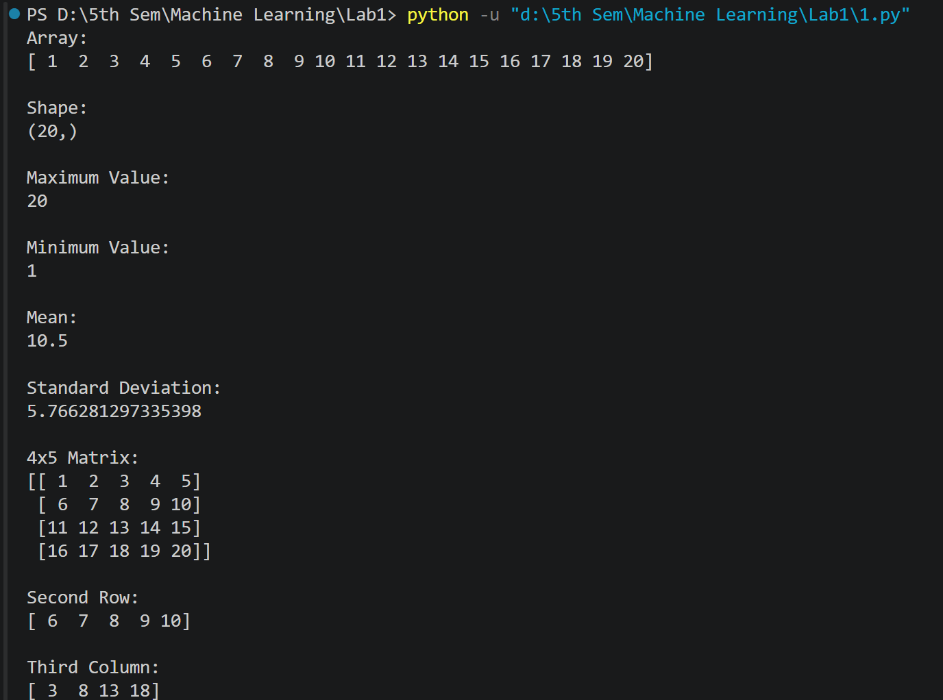 PS D:\5th Sem\Machine Learning\Lab1> python -u "d:\5th Sem\Machine Learning\Lab1\1.py"
Array:
[ 1  2  3  4  5  6  7  8  9 10 11 12 13 14 15 16 17 18 19 20]

Shape:
(20,)

Maximum Value:
20

Minimum Value:
1

Mean:
10.5

Standard Deviation:
5.766281297335398

4x5 Matrix:
[[ 1  2  3  4  5]
 [ 6  7  8  9 10]
 [11 12 13 14 15]
 [16 17 18 19 20]]

Second Row:
[ 6  7  8  9 10]

Third Column:
[ 3  8 13 18]